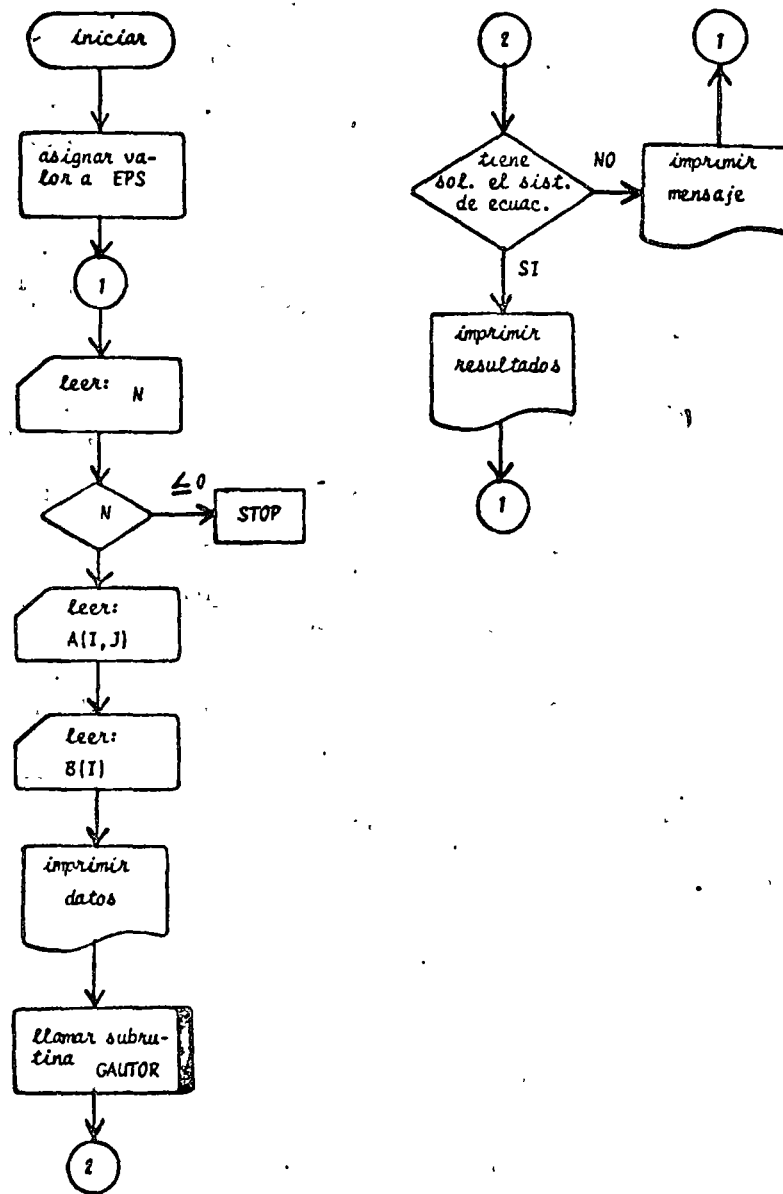 iniciar
asignar va-
lor a EPS
1
leer: N
N
≤ 0
STOP
leer:
A(I,J)
leer:
B(I)
imprimir
datos
llamar subru-
tina GAUTOR
2
2
tiene
sol. el sist.
de ecuac.
NO
imprimir
mensaje
1
SI
imprimir
resultados
1